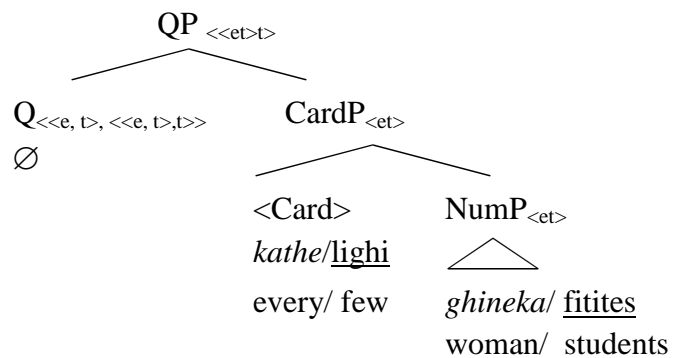 QP <<et>t>
Q<<e, t>, <<e, t>,t>> CardP<et>
∅
<Card> NumP<et>
kathe/lighi
every/ few ghineka/ fitites
woman/ students